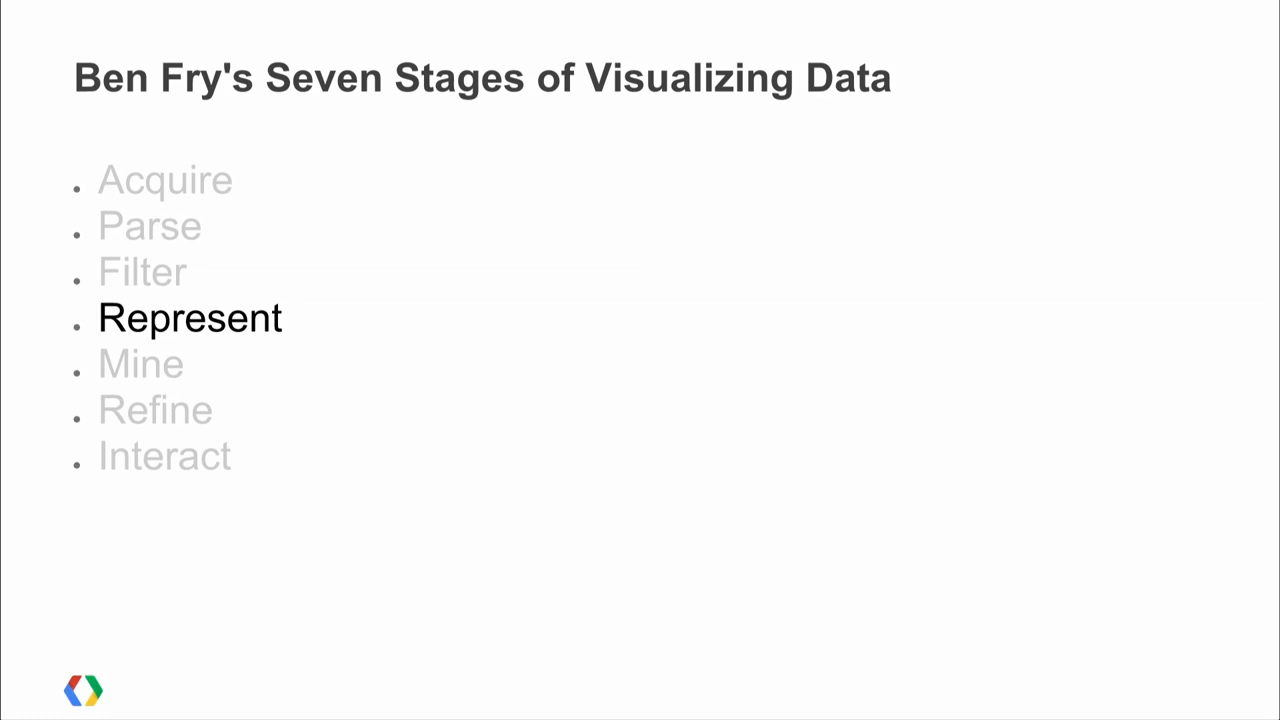 Ben Fry's Seven Stages of Visualizing Data
• Acquire
• Parse
• Filter
• Represent
• Mine
• Refine
• Interact